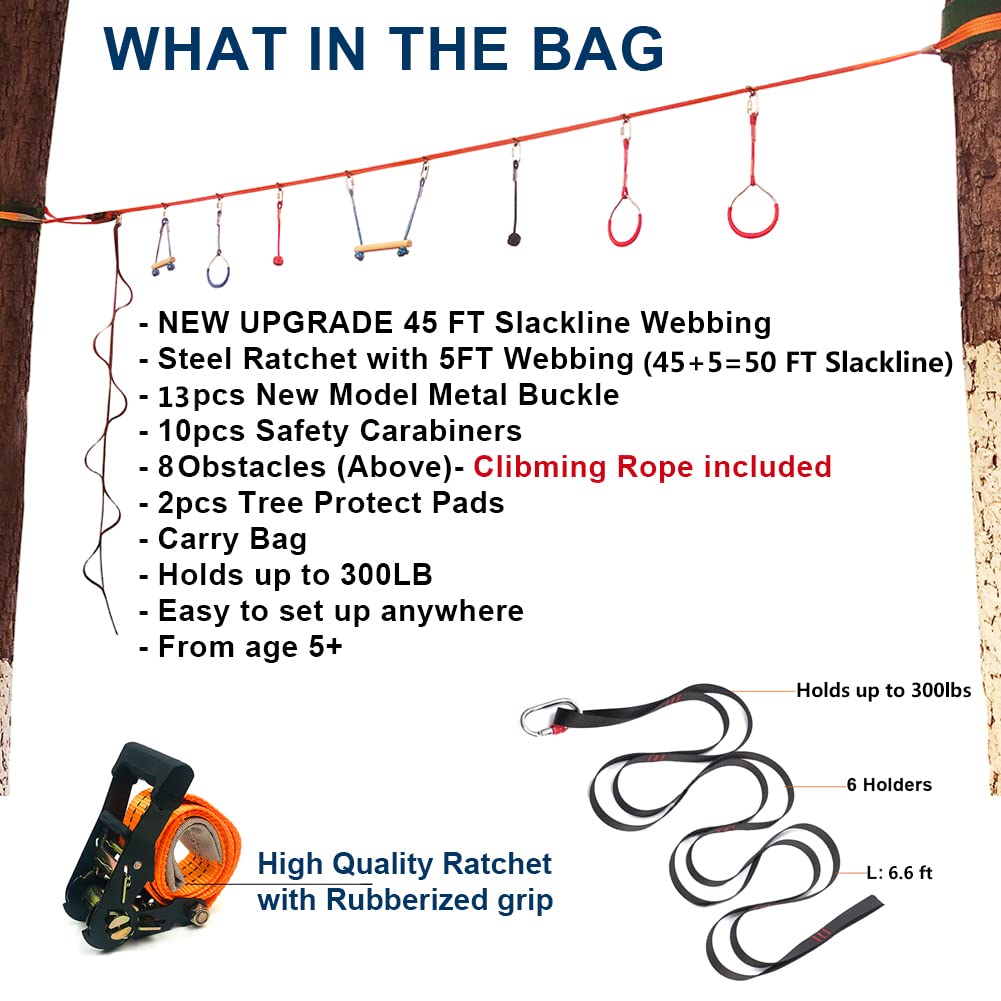 WHAT IN THE BAG
- NEW UPGRADE 45 FT Slackline Webbing
- Steel Ratchet with 5FT Webbing (45+5=50 FT Slackline)
- 13pcs New Model Metal Buckle
- 10pcs Safety Carabiners
- 8Obstacles (Above)- Clibming Rope included
- 2pcs Tree Protect Pads
- Carry Bag
- Holds up to 300LB
- Easy to set up anywhere
- From age 5+
Holds up to 300lbs
6 Holders
L: 6.6 ft
High Quality Ratchet
with Rubberized grip